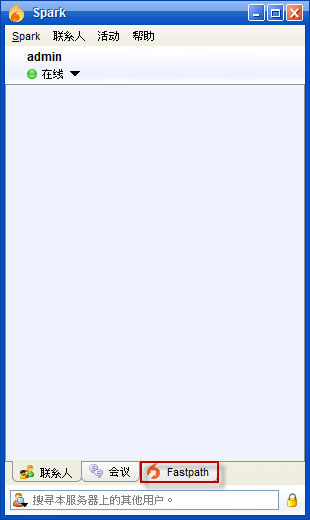 Spark
Spark 联系人 活动 帮助
admin
在线
联系人 会议 Fastpath
搜寻本服务器上的其他用户。